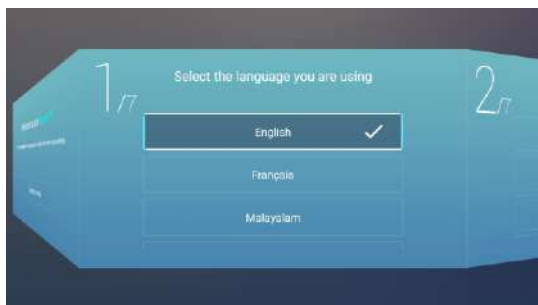 1/7
Select the language you are using
English
Français
Malayalam
2/7